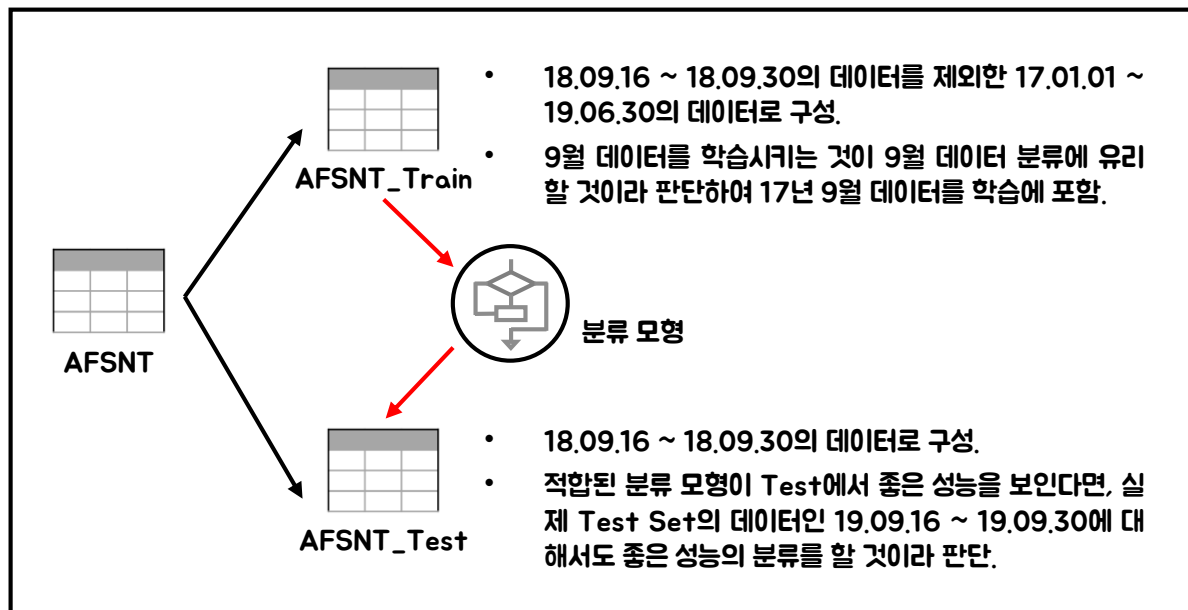 • 18.09.16 ~ 18.09.30의 데이터를 제외한 17.01.01 ~
19.06.30의 데이터로 구성.
• 9월 데이터를 학습시키는 것이 9월 데이터 분류에 유리
할 것이라 판단하여 17년 9월 데이터를 학습에 포함.
AFSNT_Train
분류 모형
AFSNT
• 18.09.16 ~ 18.09.30의 데이터로 구성.
• 적합된 분류 모형이 Test에서 좋은 성능을 보인다면, 실
제 Test Set의 데이터인 19.09.16 ~ 19.09.30에 대
해서도 좋은 성능의 분류를 할 것이라 판단.
AFSNT_Test